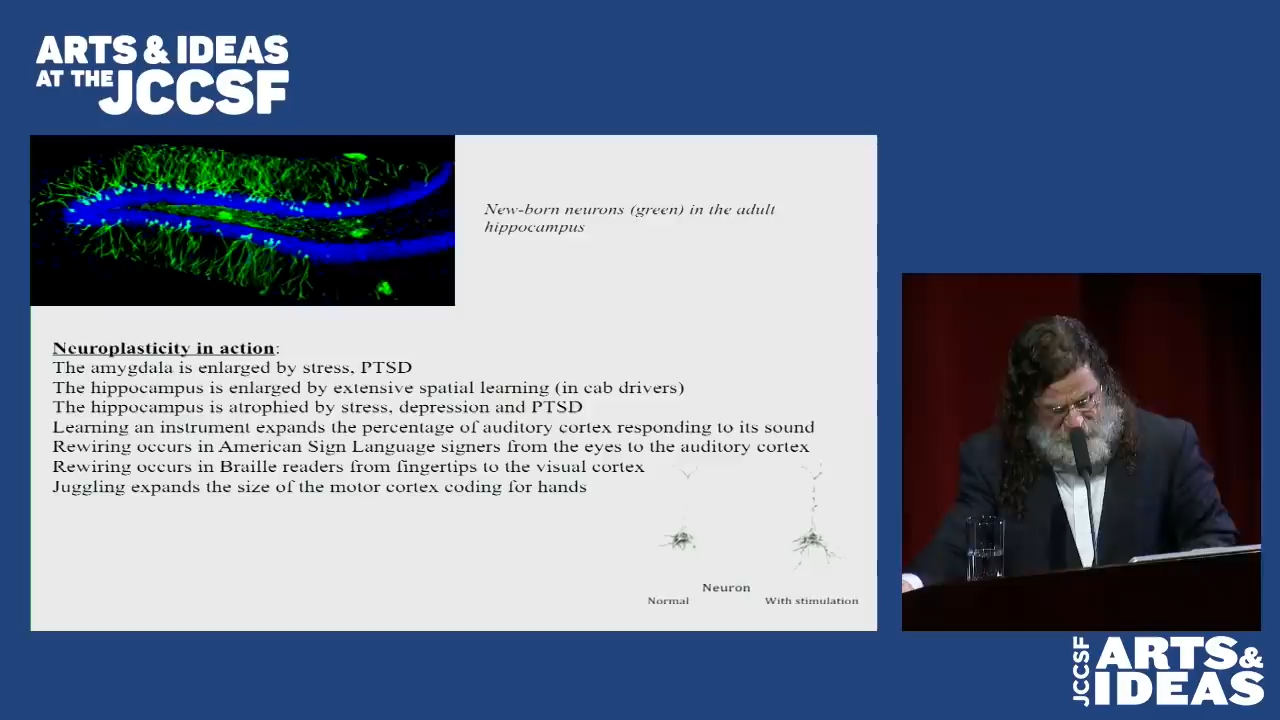 ARTS & IDEAS
AT THE JCCSF
New-born neurons (green) in the adult
hippocampus
Neuroplasticity in action:
The amygdala is enlarged by stress, PTSD
The hippocampus is enlarged by extensive spatial learning (in cab drivers)
The hippocampus is atrophied by stress, depression and PTSD
Learning an instrument expands the percentage of auditory cortex responding to its sound
Rewiring occurs in American Sign Language signers from the eyes to the auditory cortex
Rewiring occurs in Braille readers from fingertips to the visual cortex
Juggling expands the size of the motor cortex coding for hands
Neuron
Normal
With stimulation
JCCSF
ARTS &
IDEAS